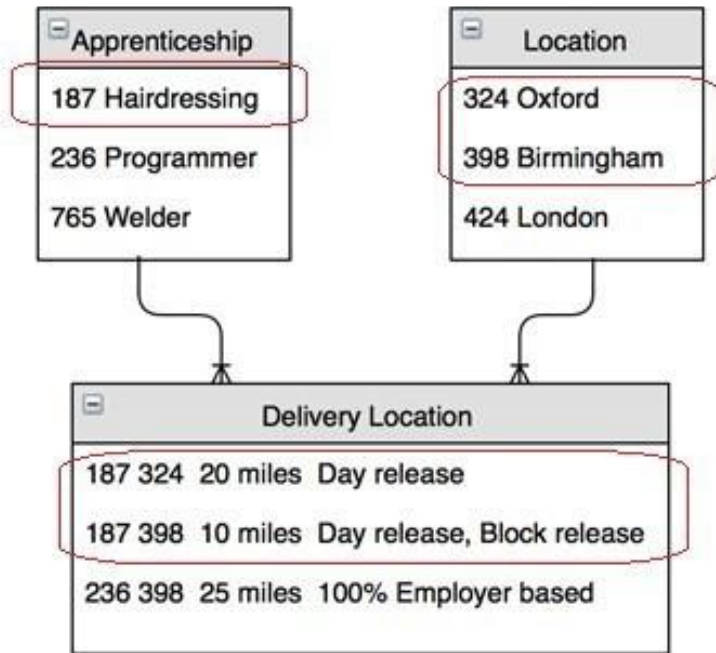 Apprenticeship
187 Hairdressing
236 Programmer
765 Welder
Location
324 Oxford
398 Birmingham
424 London
Delivery Location
187 324 20 miles Day release
187 398 10 miles Day release, Block release
236 398 25 miles 100% Employer based